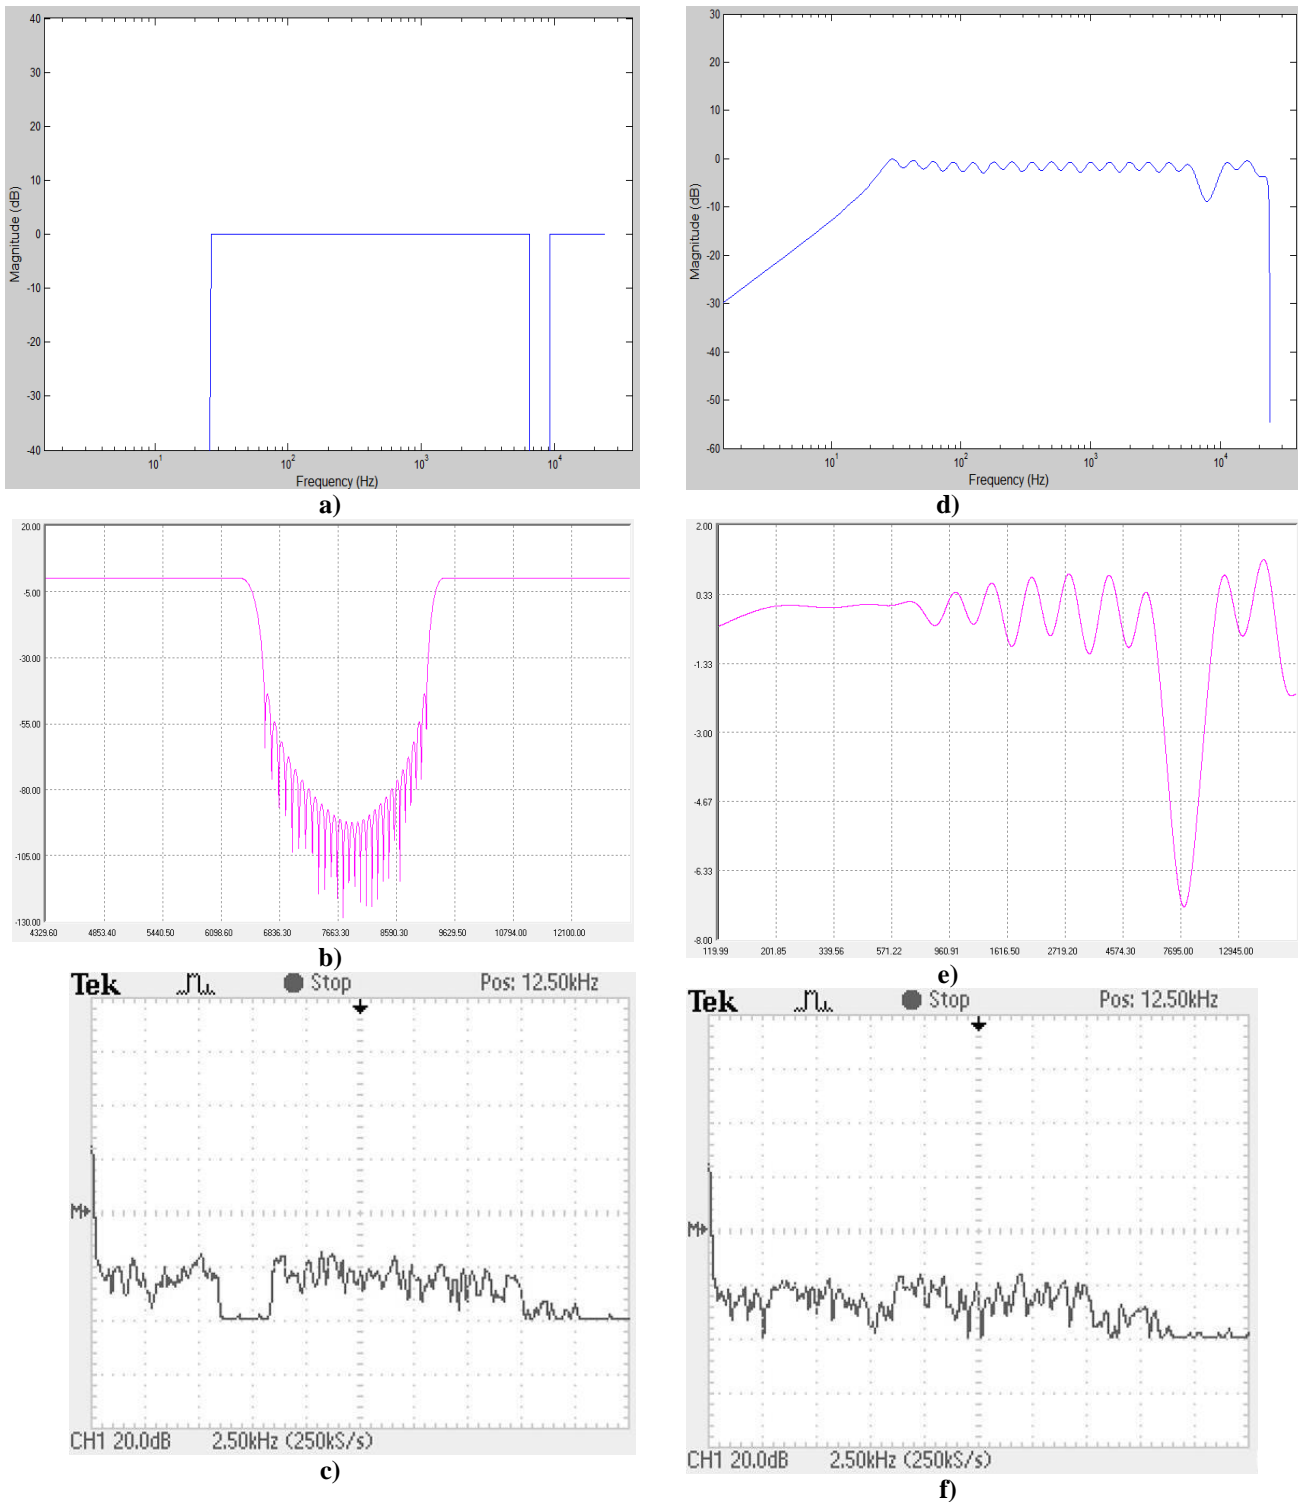 40
30
20
10
0
-10
-20
-30
-40
Magnitude (dB)
10^1
10^2
10^3
10^4
Frequency (Hz)
a)
30
20
10
0
-10
-20
-30
-40
-50
-60
Magnitude (dB)
10^1
10^2
10^3
10^4
Frequency (Hz)
d)
20.00
-5.00
-30.00
-55.00
-80.00
-105.00
-130.00
4329.60 4853.40 5440.50 6098.60 6836.30 7663.30 8590.30 9629.50 10794.00 12100.00
b)
2.00
0.33
-1.33
-3.00
-4.67
-6.33
-8.00
119.99 201.85 339.56 571.22 960.91 1616.50 2719.20 4574.30 7695.00 12945.00
e)
Tek Stop Pos: 12.50kHz
M
CH1 20.0dB 2.50kHz (250kS/s)
c)
Tek Stop Pos: 12.50kHz
M
CH1 20.0dB 2.50kHz (250kS/s)
f)